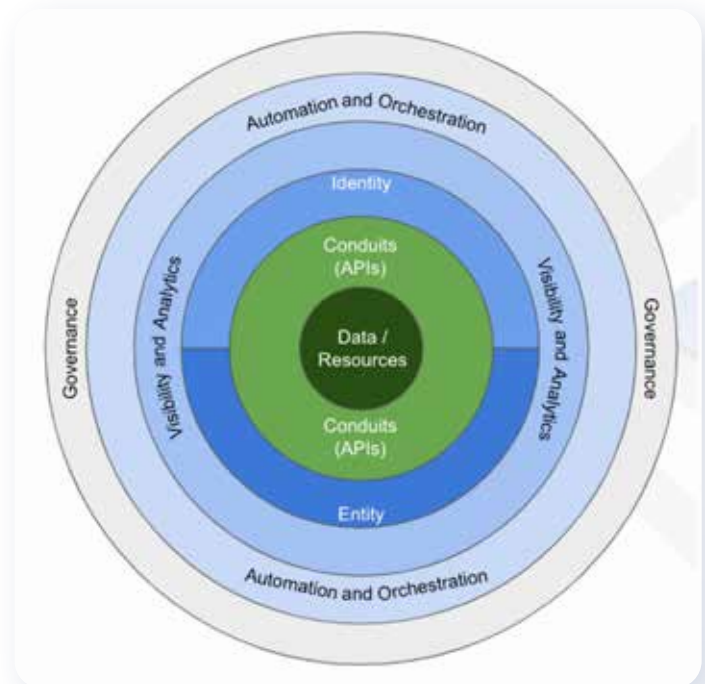 Automation and Orchestration
Identity
Conduits
(APIs)
Governance
Visibility and Analytics
Data /
Resources
Visibility and Analytics
Governance
Conduits
(APIs)
Entity
Automation and Orchestration